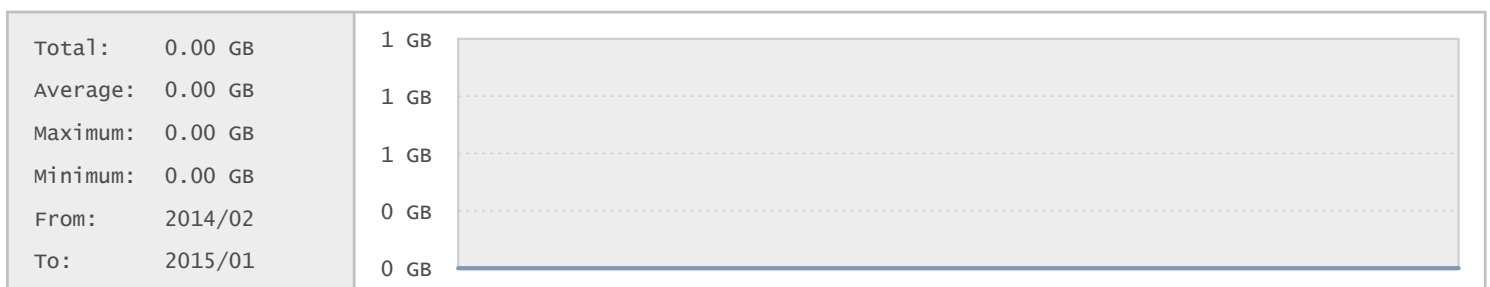 Total: 0.00 GB
Average: 0.00 GB
Maximum: 0.00 GB
Minimum: 0.00 GB
From: 2014/02
To: 2015/01
1 GB
1 GB
1 GB
0 GB
0 GB